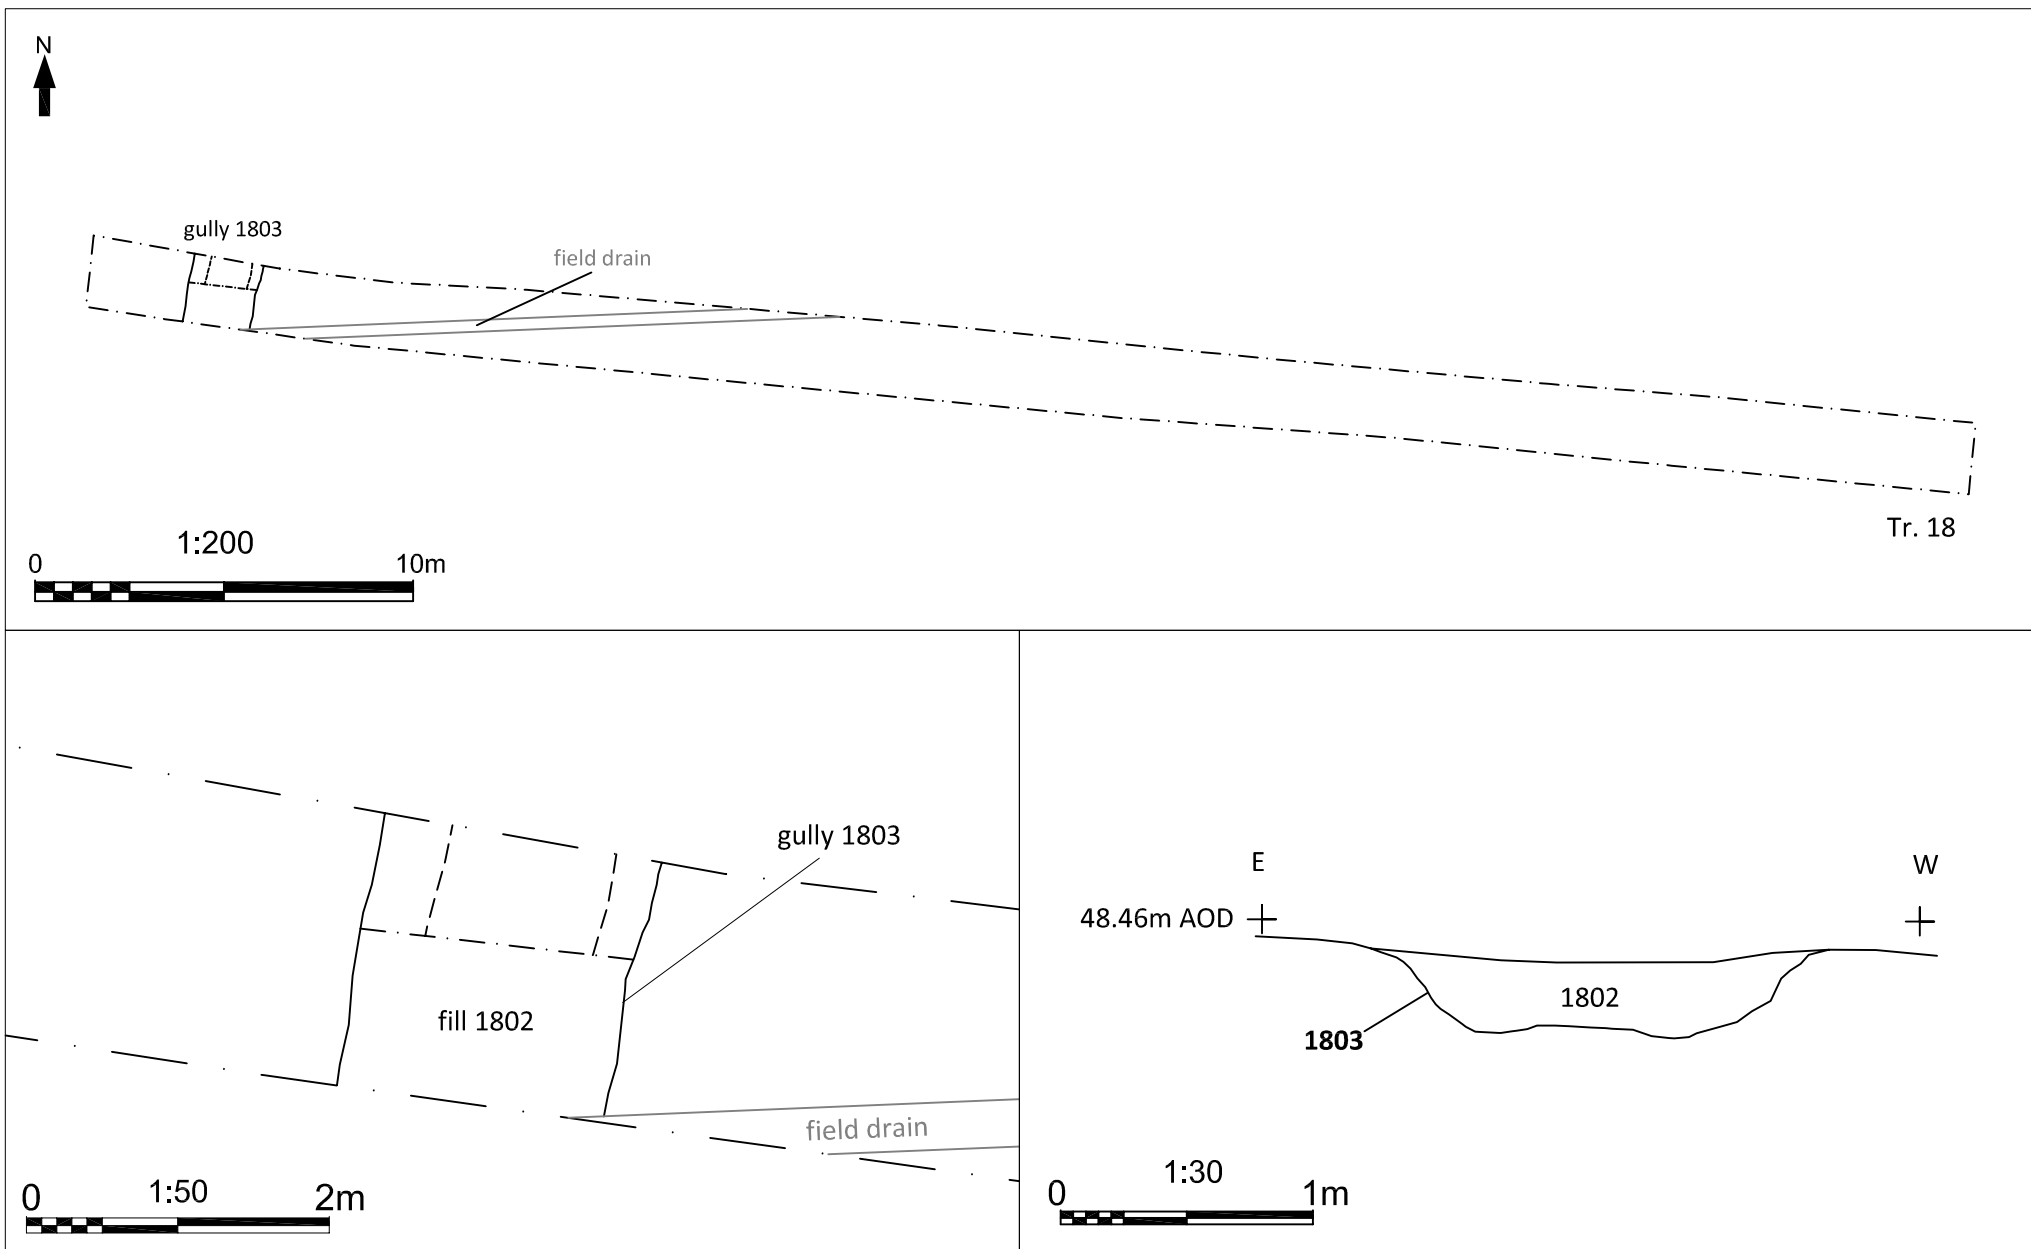 N
gully 1803
field drain
Tr. 18
1:200
0 10m
gully 1803
fill 1802
field drain
0 1:50 2m
E W
48.46m AOD
1802
1803
1:30
0 1m